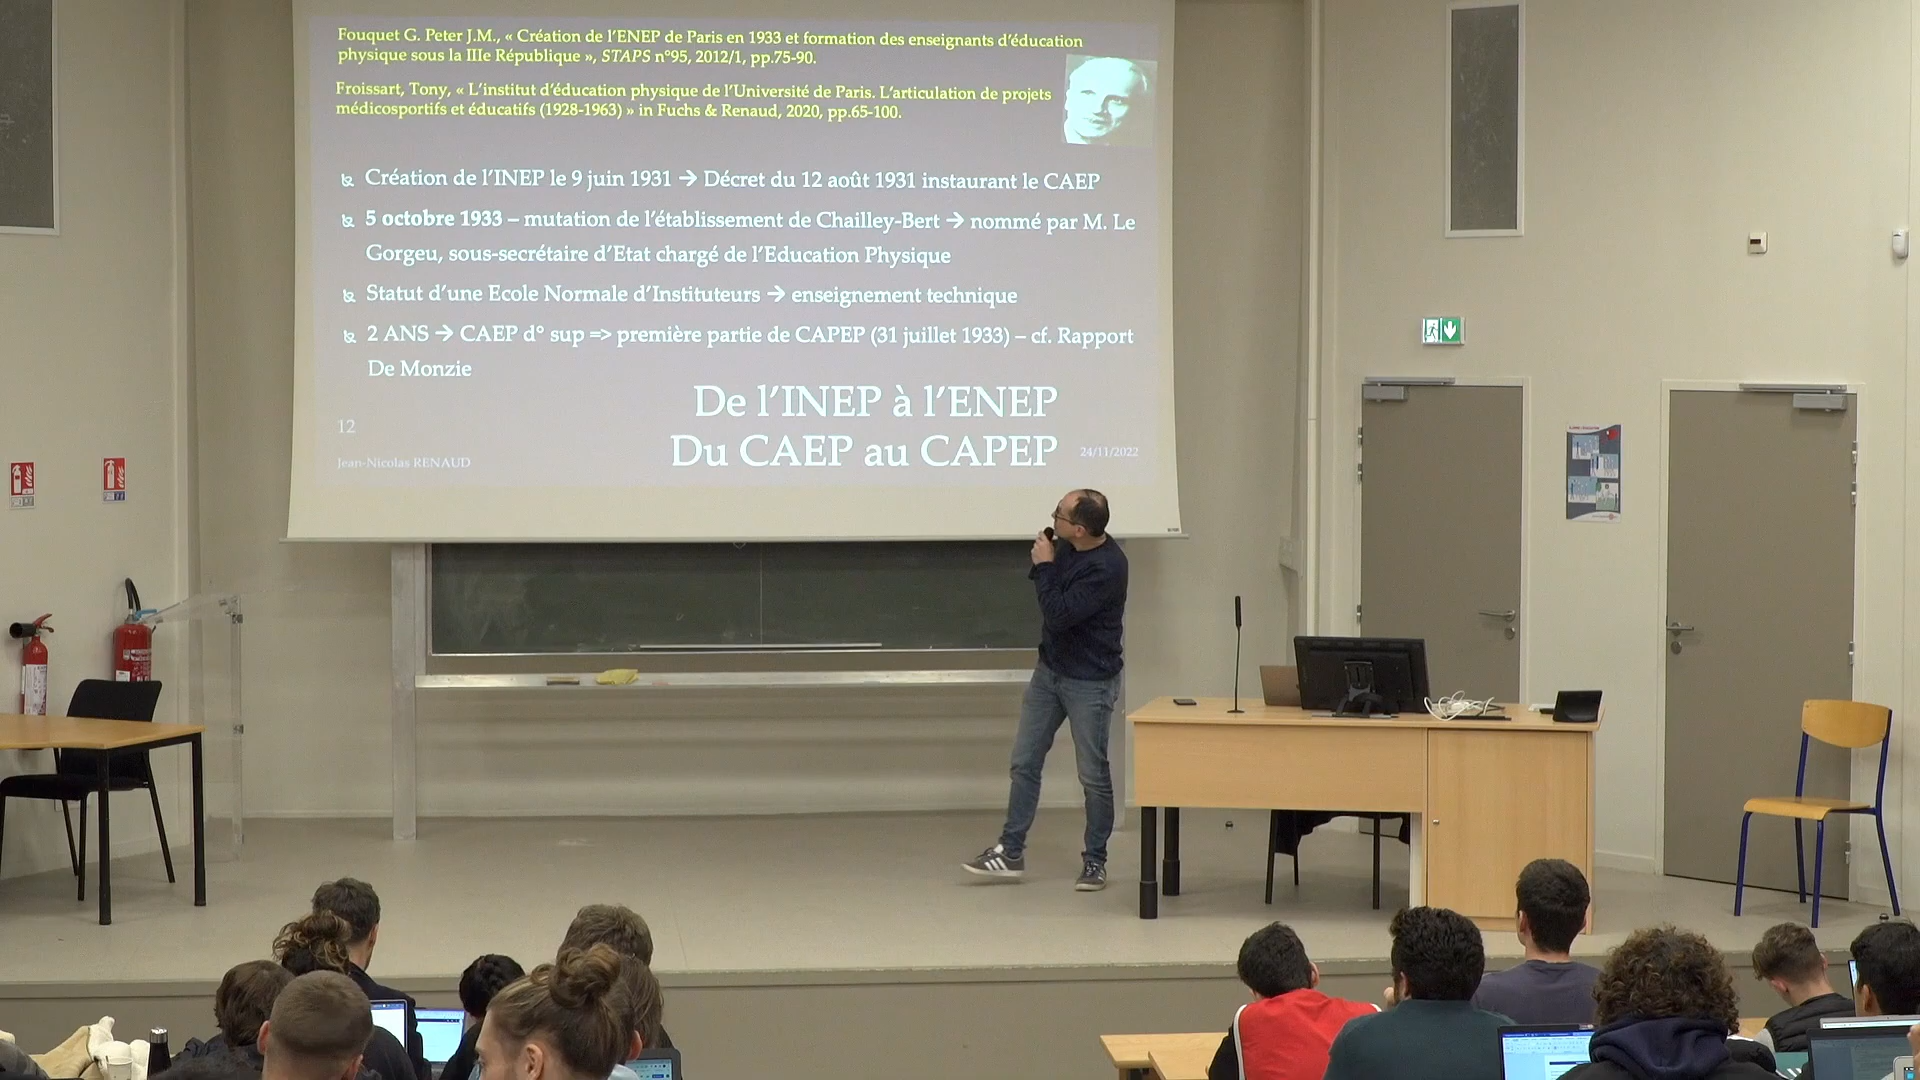 Fouquet G. Peter J.M., « Création de l'ENEP de Paris en 1933 et formation des enseignants d'éducation
physique sous la IIIe République », STAPS n°95, 2012/1, pp.75-90.
Froissart, Tony, « L'institut d'éducation physique de l'Université de Paris. L'articulation de projets
médicosportifs et éducatifs (1928-1963) » in Fuchs & Renaud, 2020, pp.65-100.
Création de l'INEP le 9 juin 1931 → Décret du 12 août 1931 instaurant le CAEP
5 octobre 1933 – mutation de l'établissement de Chailley-Bert → nommé par M. Le
Gorgeu, sous-secrétaire d'Etat chargé de l'Education Physique
Statut d'une Ecole Normale d'Instituteurs → enseignement technique
2 ANS → CAEP d° sup => première partie de CAPEP (31 juillet 1933) – cf. Rapport
De Monzie
De l'INEP à l'ENEP
Du CAEP au CAPEP
12
Jean-Nicolas RENAUD
24/11/2022